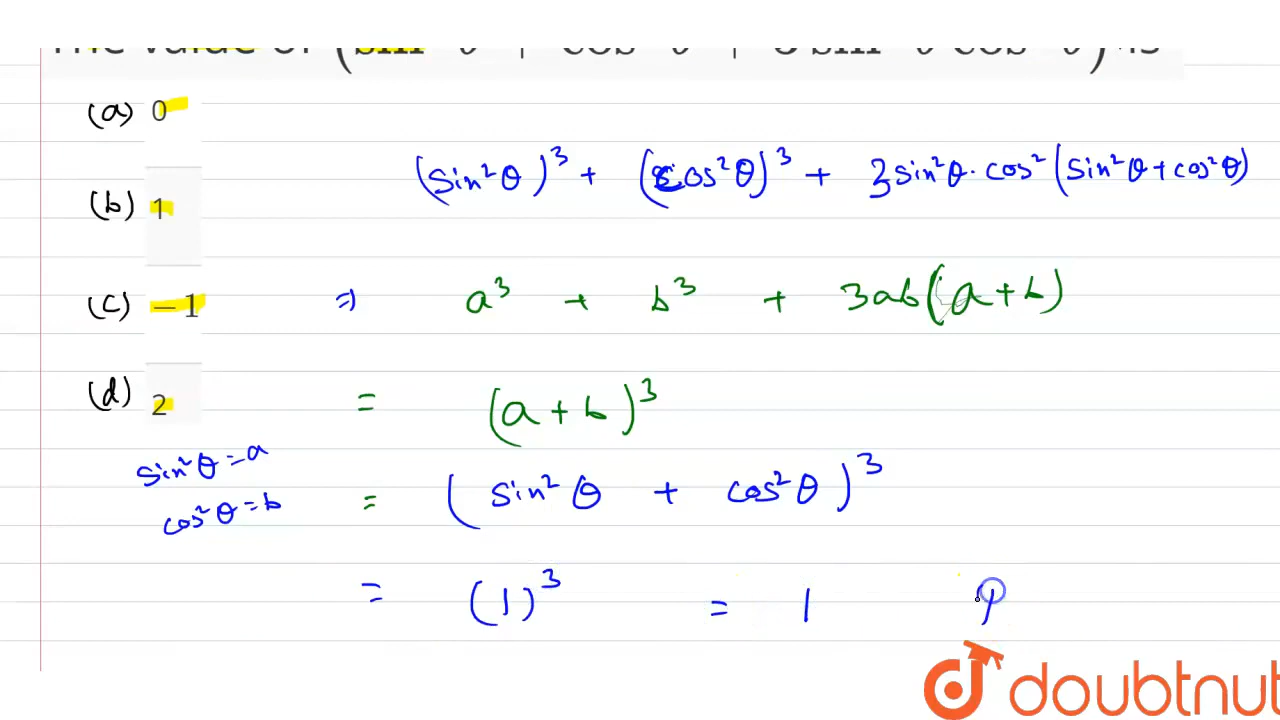 (a) 0
(sin²θ)³ + (cos²θ)³ + 3sin²θ·cos²(sin²θ+cos²θ)
(b) 1
(c) −1
⇒ a³ + b³ + 3ab(a+b)
(d) 2
= (a+b)³
sin²θ=a
cos²θ=b
= (sin²θ + cos²θ)³
= (1)³ = 1
doubtnut